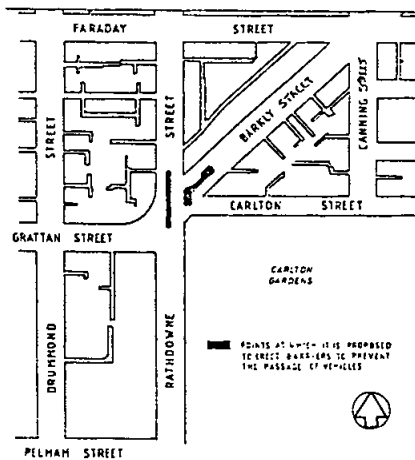 FARADAY STREET
STREET
STREET
BARKLY STREET
CANNING
CARLTON STREET
GRATTAN STREET
CARLTON
GARDENS
POINTS AT WHICH IT IS PROPOSED
TO ERECT BARRIERS TO PREVENT
THE PASSAGE OF VEHICLES
DRUMMOND
RATHDOWNE
PELHAM STREET